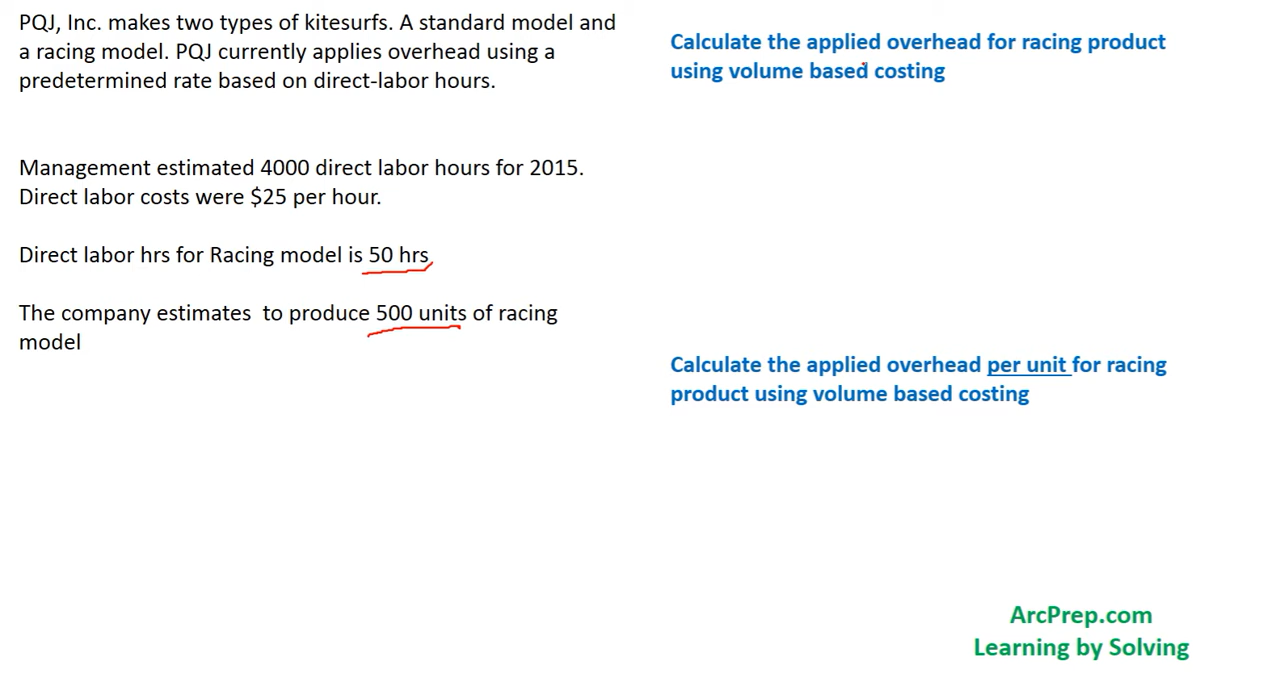 PQJ, Inc. makes two types of kitesurfs. A standard model and
a racing model. PQJ currently applies overhead using a
predetermined rate based on direct-labor hours.
Management estimated 4000 direct labor hours for 2015.
Direct labor costs were $25 per hour.
Direct labor hrs for Racing model is 50 hrs
The company estimates  to produce 500 units of racing
model
Calculate the applied overhead for racing product
using volume based costing
Calculate the applied overhead per unit for racing
product using volume based costing
ArcPrep.com
Learning by Solving